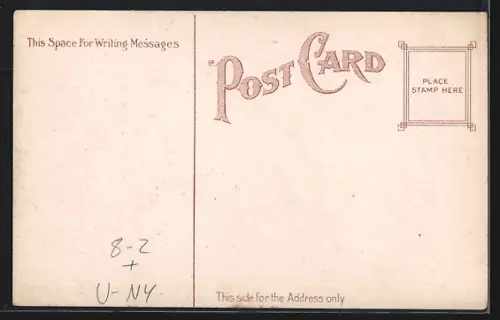 This Space For Writing Messages
POST CARD
PLACE
STAMP HERE
8-2
+
U-NY
This side for the Address only